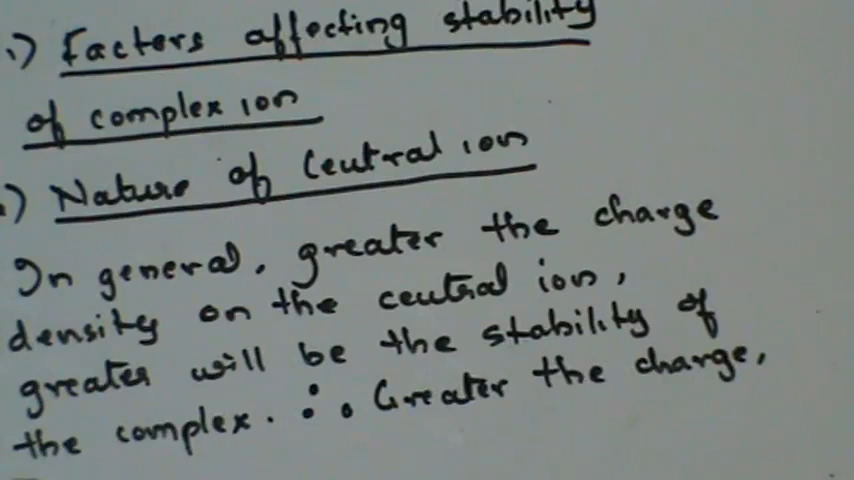 :) Factors affecting stability
of complex ion
.) Nature of Central ion
In general, greater the charge
density on the central ion,
greater will be the stability of
the complex. ∴ Greater the charge,